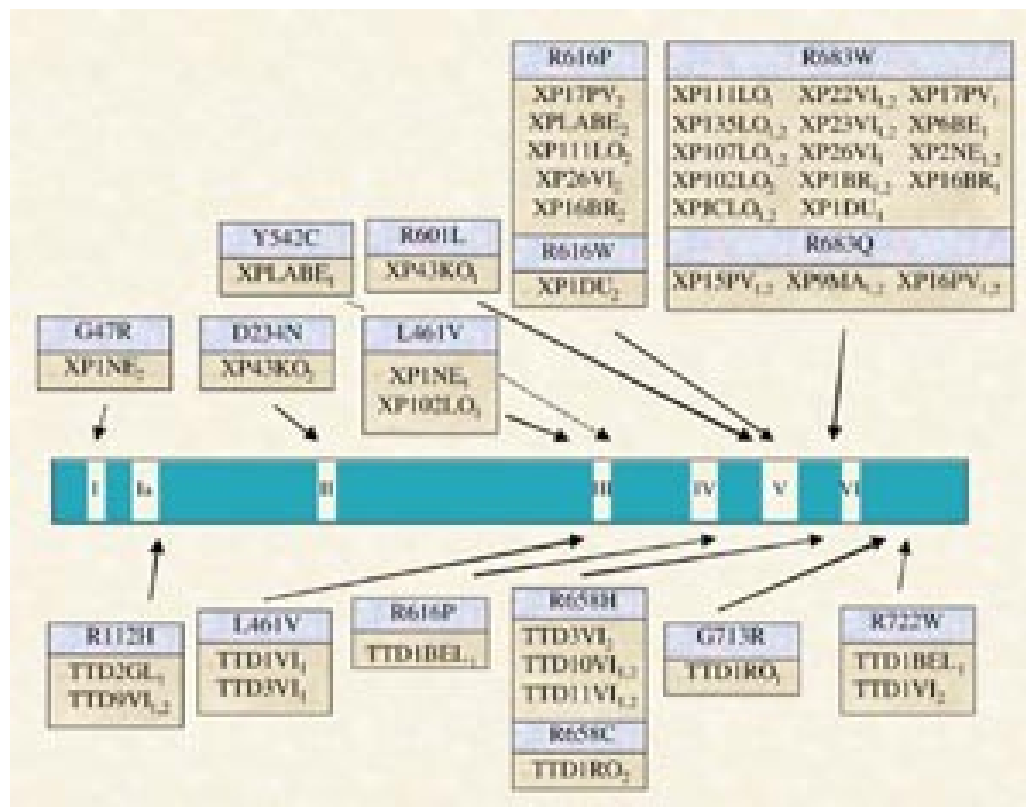 R616P
XP17PV₂
XPLABE₂
XP111LO₂
XP26VI₂
XP16BR₂
R616W
XP1DU₂
R683W
XP111LO₁ XP22VI₁,₂ XP17PV₁
XP135LO₁,₂ XP23VI₁,₂ XP6BE₁
XP107LO₁,₂ XP26VI₁ XP2NE₁,₂
XP102LO₂ XP1BR₁,₂ XP16BR₁
XP8CLO₁,₂ XP1DU₁
R683Q
XP15PV₁,₂ XP9MA₁,₂ XP16PV₁,₂
Y542C
XPLABE₁
R601L
XP43KO₁
G47R
XP1NE₂
D234N
XP43KO₂
L461V
XP1NE₁
XP102LO₁
I Ia II III IV V VI
R112H
TTD2GL₁
TTD9VI₁,₂
L461V
TTD1VI₁
TTD3VI₁
R616P
TTD1BEL₁
R658H
TTD3VI₂
TTD10VI₁,₂
TTD11VI₁,₂
R658C
TTD1RO₂
G713R
TTD1RO₁
R722W
TTD1BEL₁
TTD1VI₂